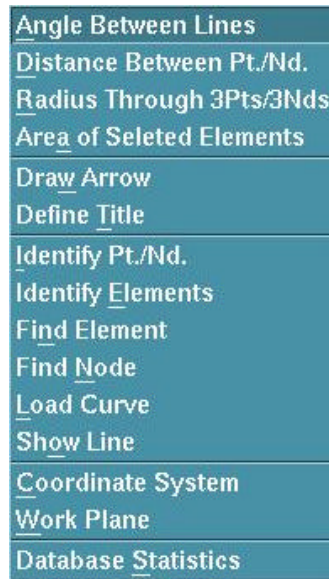 Angle Between Lines
Distance Between Pt./Nd.
Radius Through 3Pts/3Nds
Area of Seleted Elements
Draw Arrow
Define Title
Identify Pt./Nd.
Identify Elements
Find Element
Find Node
Load Curve
Show Line
Coordinate System
Work Plane
Database Statistics